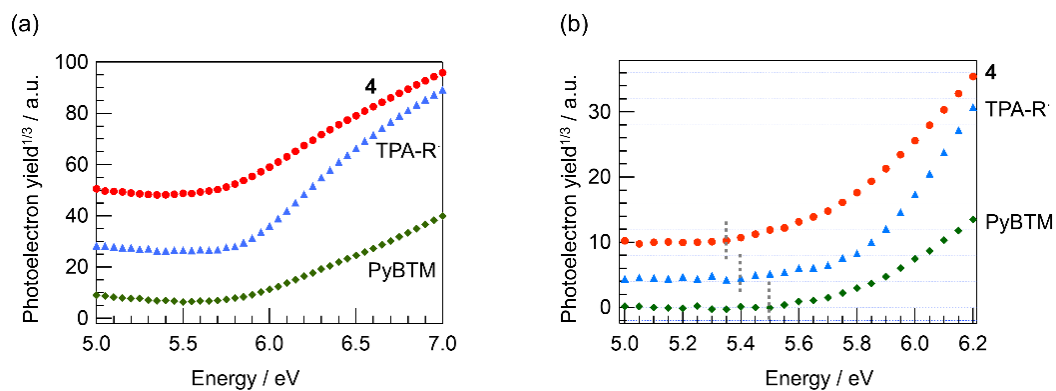 (a)
100
80
60
40
20
0
Photoelectron yield1/3 / a.u.
4
TPA-R·
PyBTM
5.0 5.5 6.0 6.5 7.0
Energy / eV
(b)
30
20
10
0
Photoelectron yield1/3 / a.u.
4
TPA-R·
PyBTM
5.0 5.2 5.4 5.6 5.8 6.0 6.2
Energy / eV